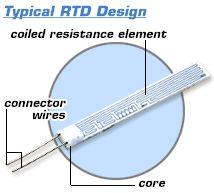 Typical RTD Design
coiled resistance element
connector
wires
core